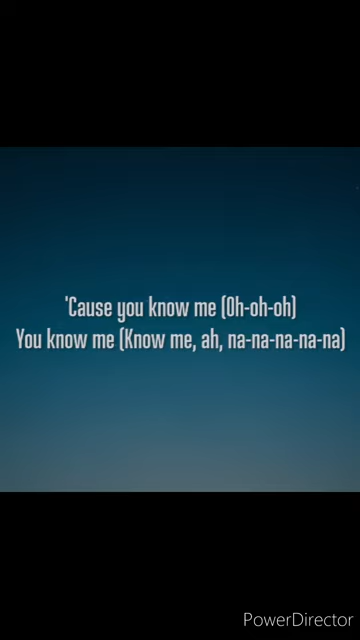 'Cause you know me (Oh-oh-oh)
You know me (Know me, ah, na-na-na-na-na)
PowerDirector